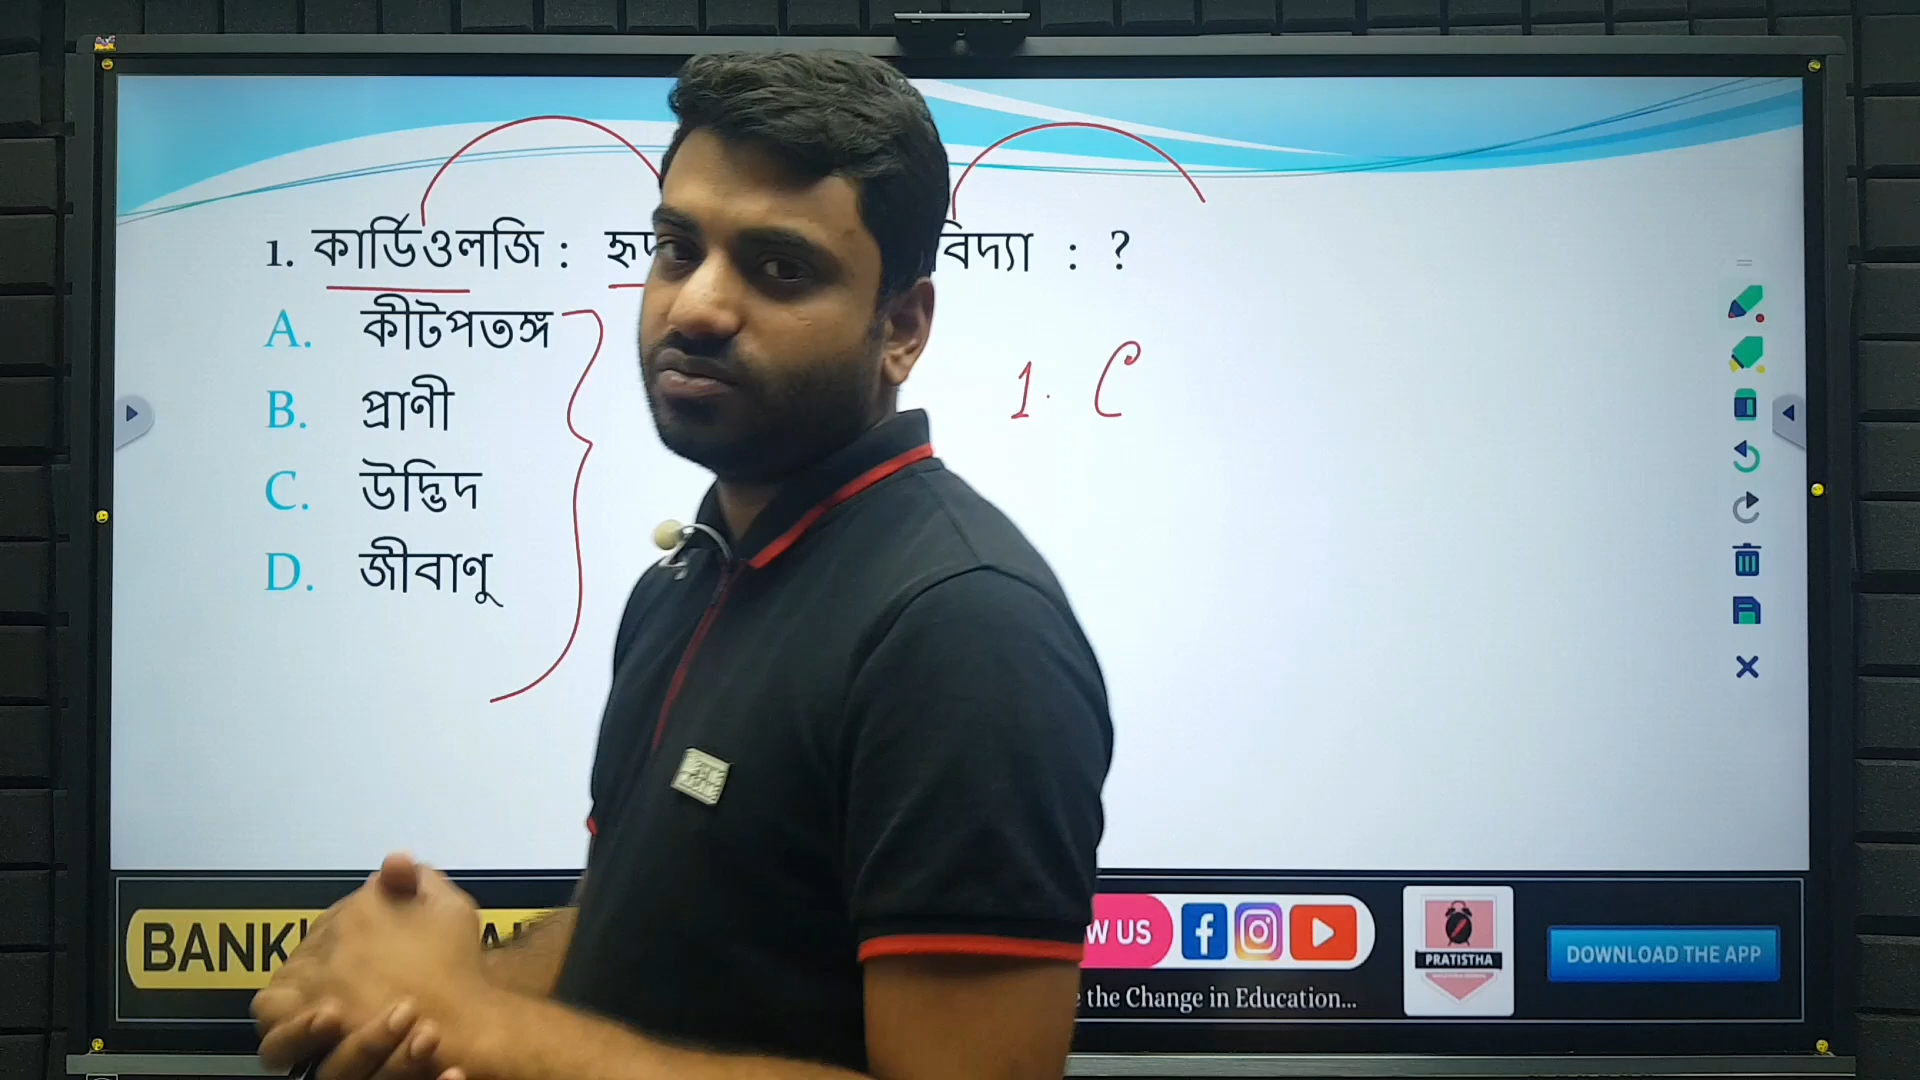 1. কার্ডিওলজি : বিদ্যা : ?
A. কীটপতঙ্গ
B. প্রাণী
C. উদ্ভিদ
D. জীবাণু
1. C
BANK
W US
PRATISTHA
DOWNLOAD THE APP
the Change in Education...